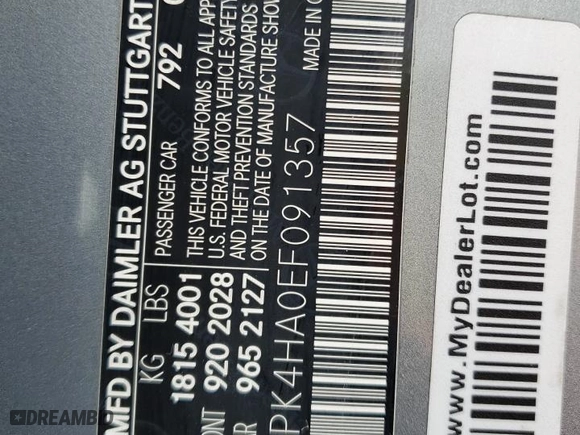 MFD BY DAIMLER AG STUTTGART
KG LBS PASSENGER CAR 792
1815 4001 THIS VEHICLE CONFORMS TO ALL APP
920 2028 U.S. FEDERAL MOTOR VEHICLE SAFETY
965 2127 AND THEFT PREVENTION STANDARDS
ON THE DATE OF MANUFACTURE SHOW
PK4HA0EF091357 MADE IN
www.MyDealerLot.com
DREAMBID